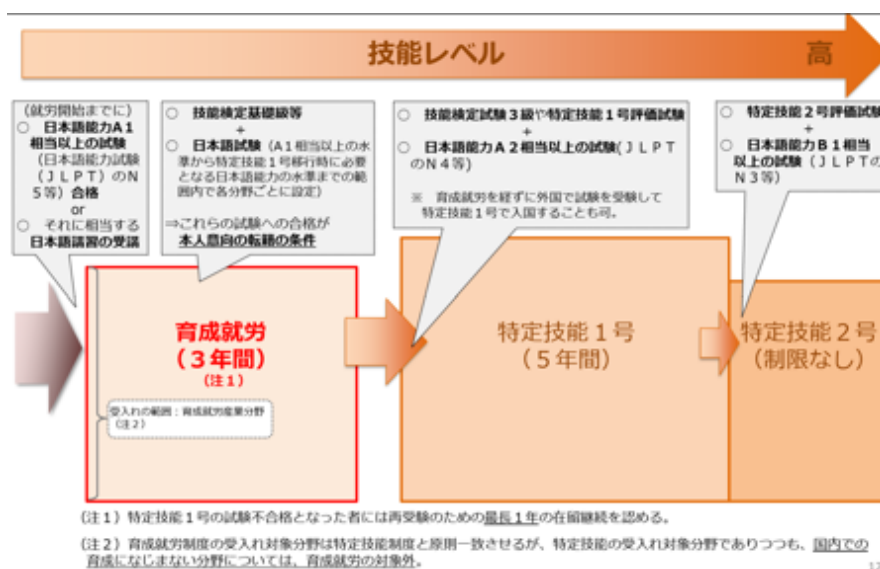 技能レベル
高
(就労開始までに)
○ 日本語能力A1
相当以上の試験
(日本語能力試験
(JLPT)のN
5等)合格
or
○ それに相当する
日本語講習の受講
○ 技能検定基礎級等
+
○ 日本語試験(A1相当以上の水
準から特定技能1号移行時に必要
となる日本語能力の水準までの範
囲内で各分野ごとに設定)
⇒これらの試験への合格が
本人意向の転籍の条件
○ 技能検定試験3級や特定技能1号評価試験
+
○ 日本語能力A2相当以上の試験(JLPT
のN4等)
※ 育成就労を経ずに外国で試験を受験して
特定技能1号で入国することも可。
○ 特定技能2号評価試験
+
○ 日本語能力B1相当
以上の試験(JLPTの
N3等)
育成就労
(3年間)
(注1)
受入れの範囲:育成就労産業分野
(注2)
特定技能1号
(5年間)
特定技能2号
(制限なし)
(注1)特定技能1号の試験不合格となった者には再受験のための最長1年の在留継続を認める。
(注2)育成就労制度の受入れ対象分野は特定技能制度と原則一致させるが、特定技能の受入れ対象分野でありつつも、国内での
育成になじまない分野については、育成就労の対象外。